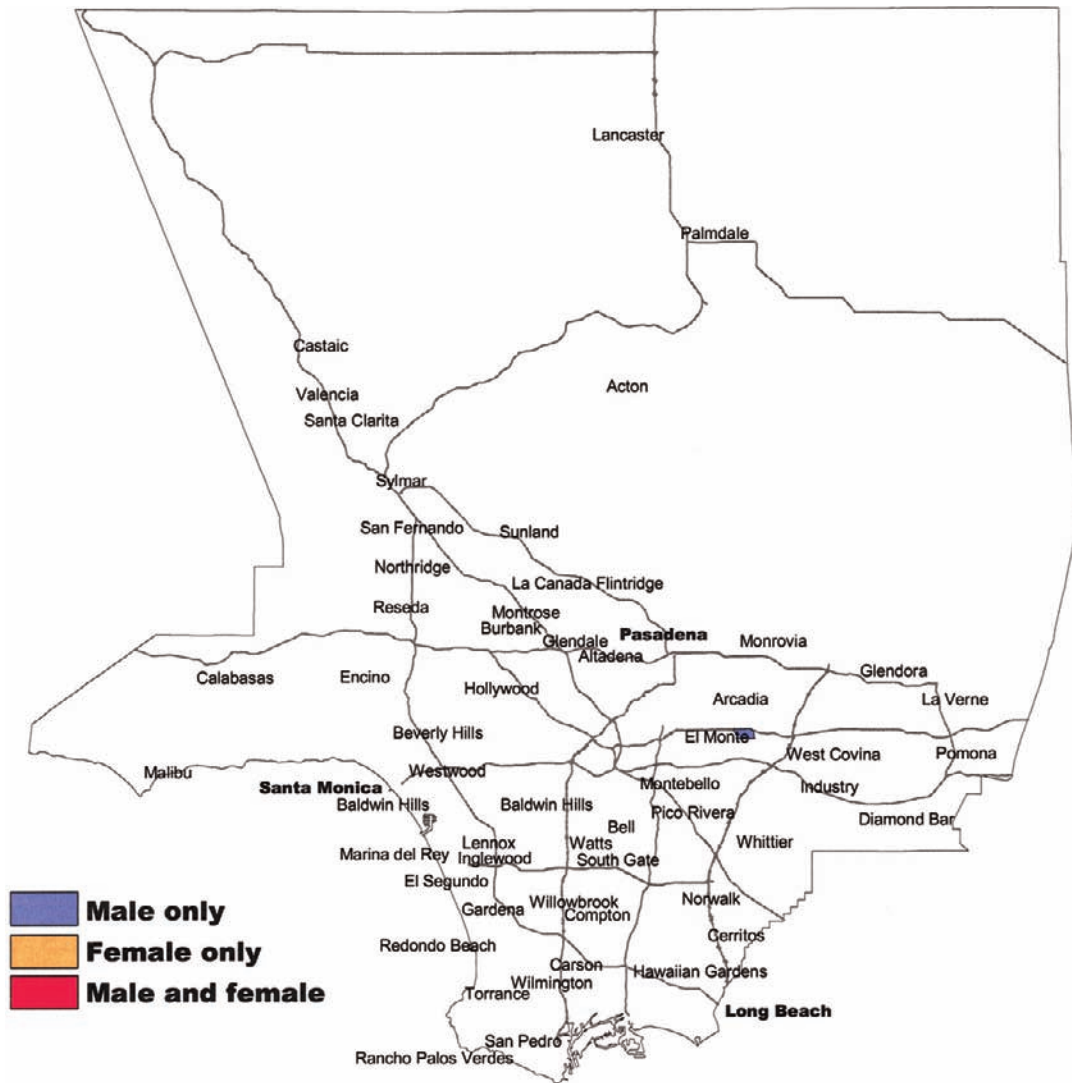 Lancaster
Palmdale
Castaic
Acton
Valencia
Santa Clarita
Sylmar
San Fernando
Sunland
Northridge
La Canada Flintridge
Reseda
Montrose
Burbank
Pasadena
Glendale
Monrovia
Altadena
Glendora
Calabasas
Encino
Hollywood
Arcadia
La Verne
Beverly Hills
El Monte
West Covina
Pomona
Malibu
Westwood
Santa Monica
Montebello
Industry
Baldwin Hills
Baldwin Hills
Pico Rivera
Diamond Bar
Bell
Lennox
Watts
Whittier
Marina del Rey
Inglewood
South Gate
El Segundo
Willowbrook
Norwalk
Gardena
Compton
Male only
Cerritos
Redondo Beach
Female only
Carson
Hawaiian Gardens
Wilmington
Torrance
Male and female
Long Beach
San Pedro
Rancho Palos Verdes